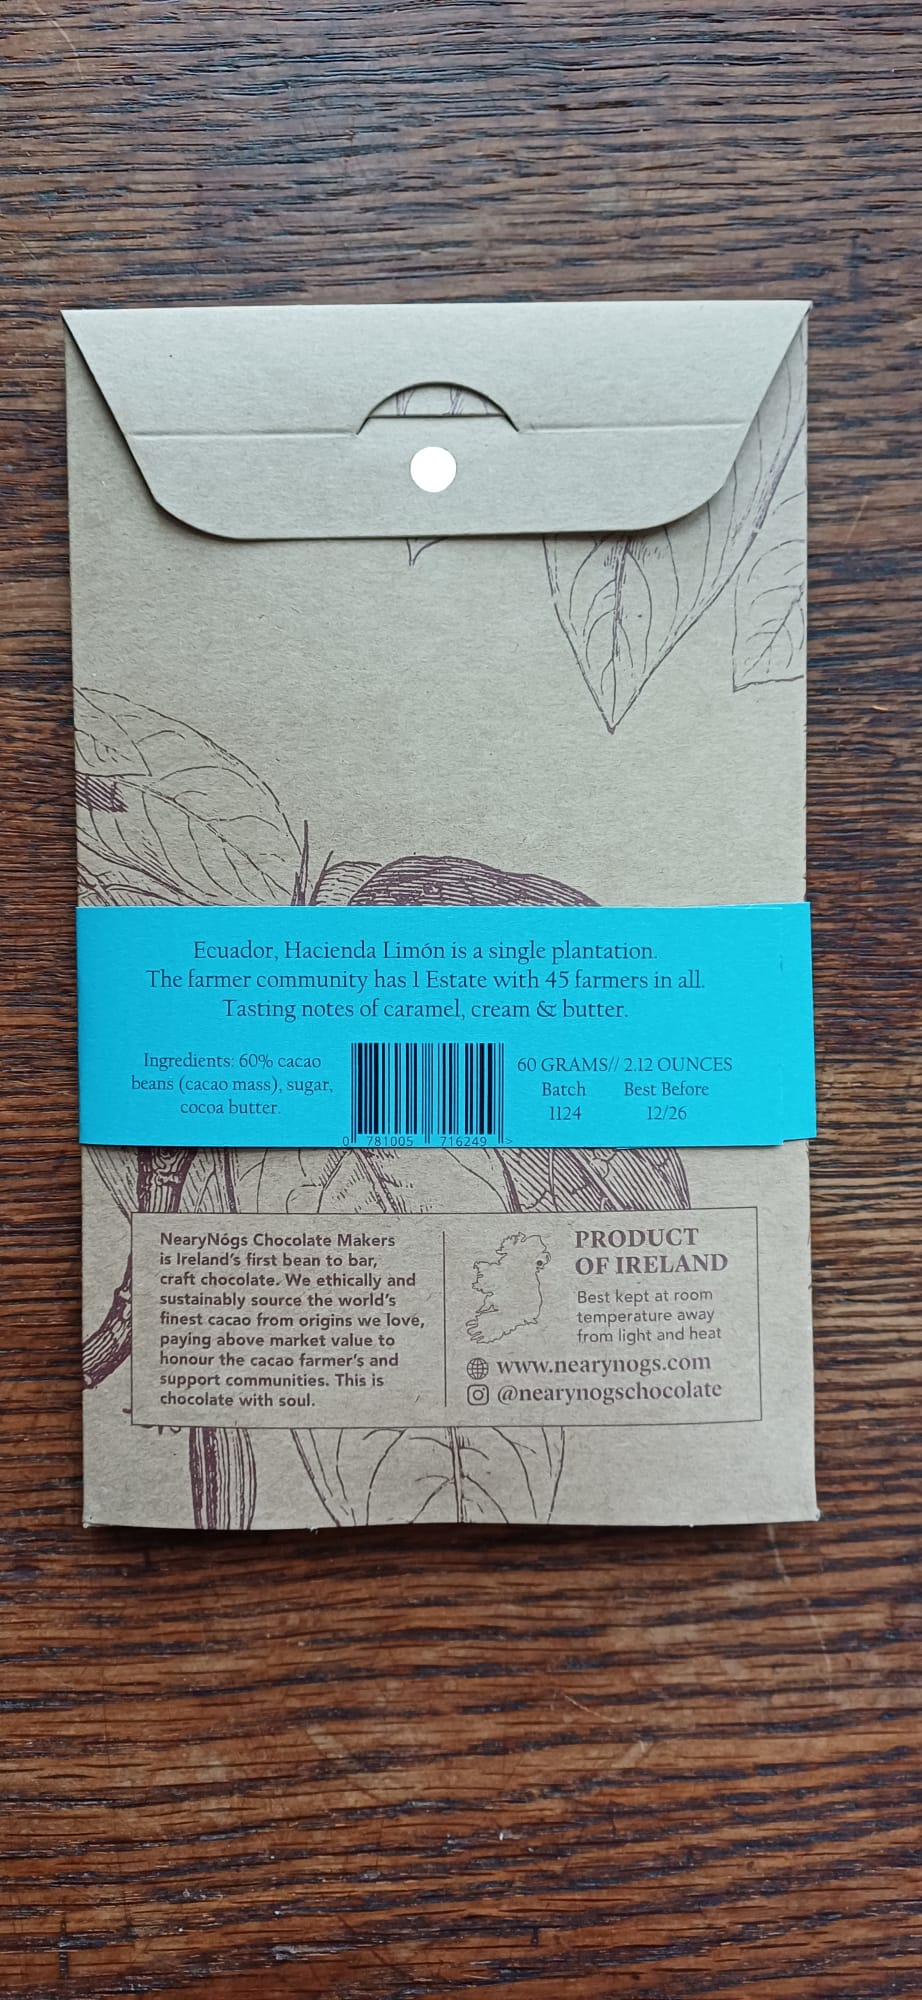 Ecuador, Hacienda Limón is a single plantation.
The farmer community has 1 Estate with 45 farmers in all.
Tasting notes of caramel, cream & butter.
Ingredients: 60% cacao
beans (cacao mass), sugar,
cocoa butter.
0 781005 716249 >
60 GRAMS// 2.12 OUNCES
Batch Best Before
1124 12/26
NearyNógs Chocolate Makers
is Ireland's first bean to bar,
craft chocolate. We ethically and
sustainably source the world's
finest cacao from origins we love,
paying above market value to
honour the cacao farmer's and
support communities. This is
chocolate with soul.
PRODUCT
OF IRELAND
Best kept at room
temperature away
from light and heat
www.nearynogs.com
@nearynogschocolate